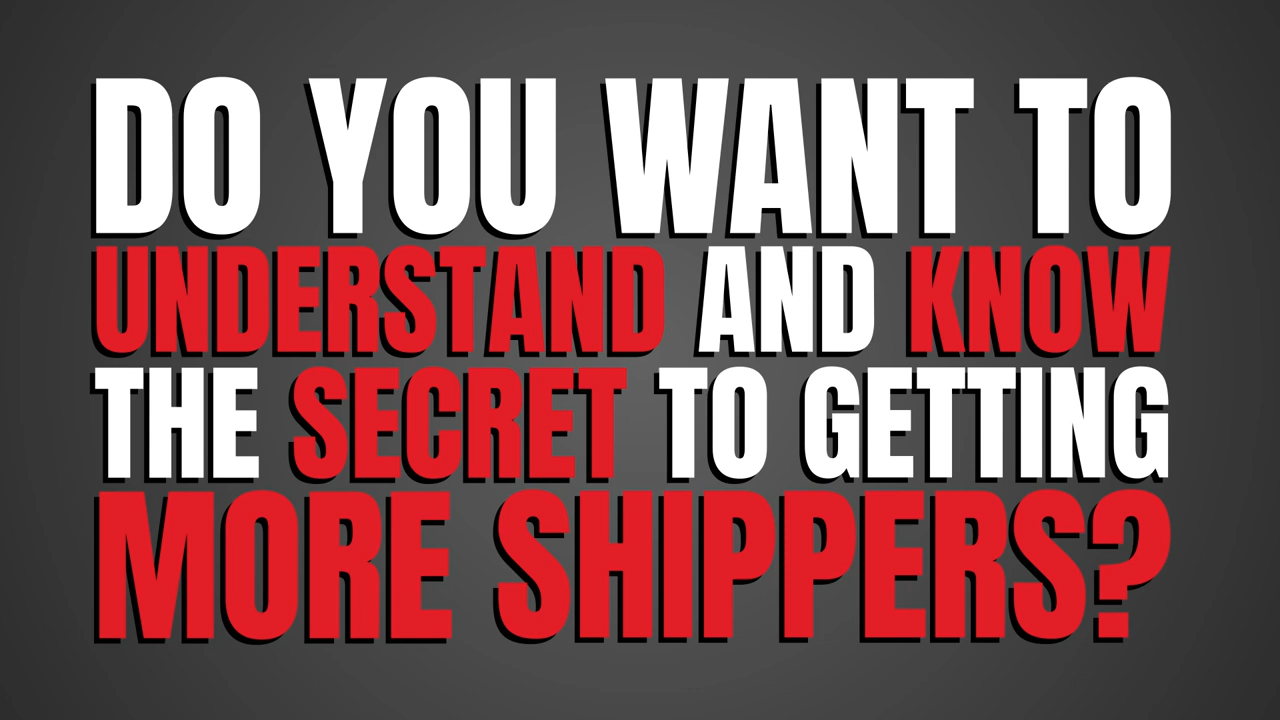 DO YOU WANT TO
UNDERSTAND AND KNOW
THE SECRET TO GETTING
MORE SHIPPERS?